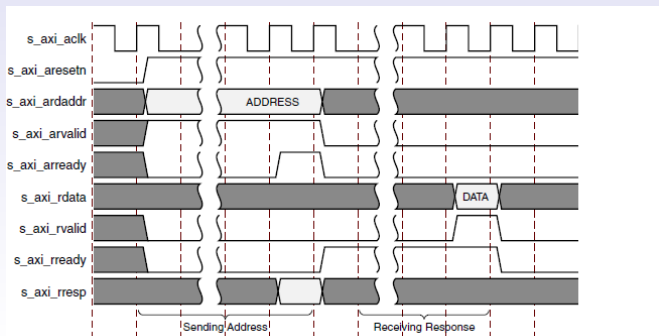 s_axi_aclk
s_axi_aresetn
s_axi_ardaddr ADDRESS
s_axi_arvalid
s_axi_arready
s_axi_rdata DATA
s_axi_rvalid
s_axi_rready
s_axi_rresp
Sending Address Receiving Response